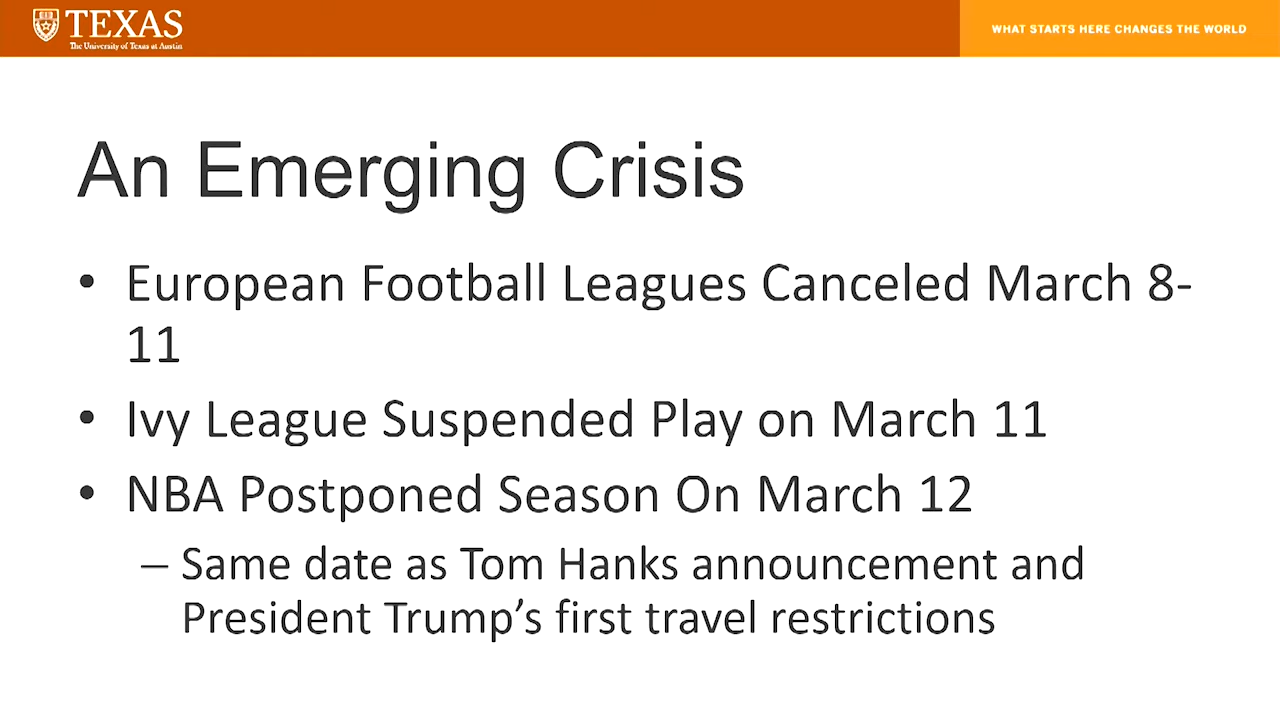 TEXAS
The University of Texas at Austin
WHAT STARTS HERE CHANGES THE WORLD
An Emerging Crisis
• European Football Leagues Canceled March 8-
11
• Ivy League Suspended Play on March 11
• NBA Postponed Season On March 12
– Same date as Tom Hanks announcement and
President Trump’s first travel restrictions